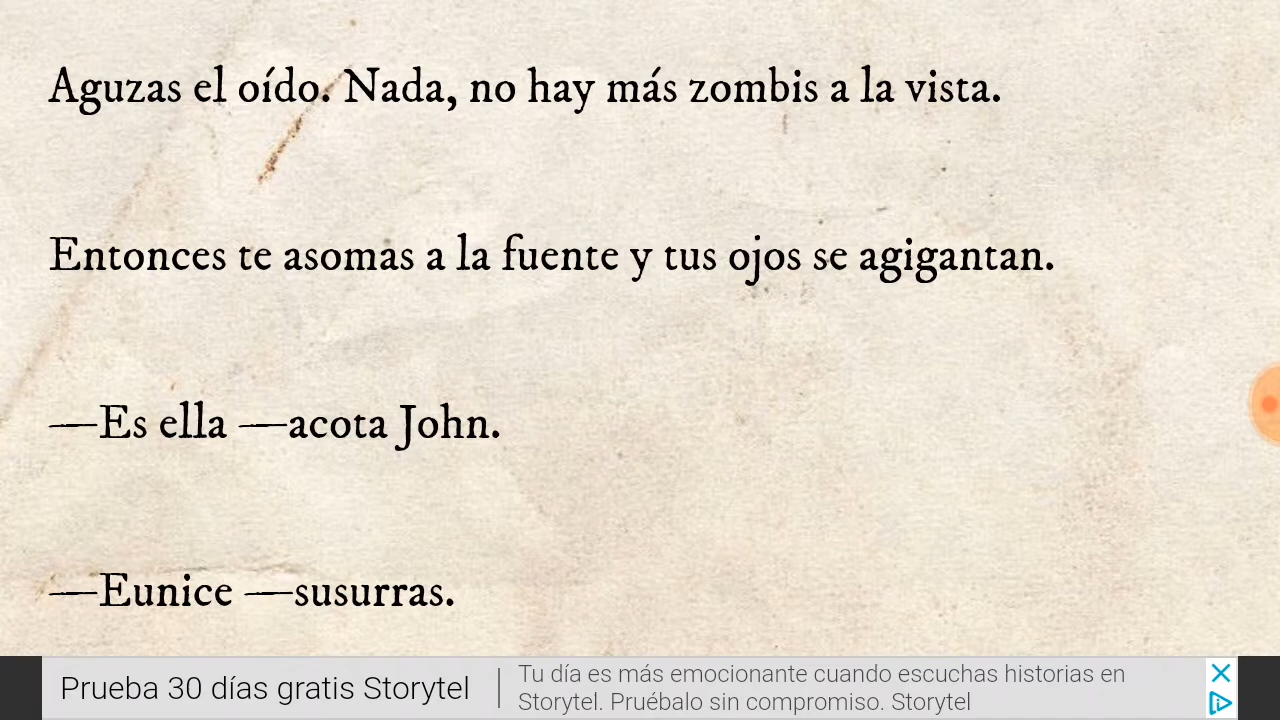 Aguzas el oído. Nada, no hay más zombis a la vista.
Entonces te asomas a la fuente y tus ojos se agigantan.
—Es ella —acota John.
—Eunice —susurras.
Prueba 30 días gratis Storytel
Tu día es más emocionante cuando escuchas historias en
Storytel. Pruébalo sin compromiso. Storytel